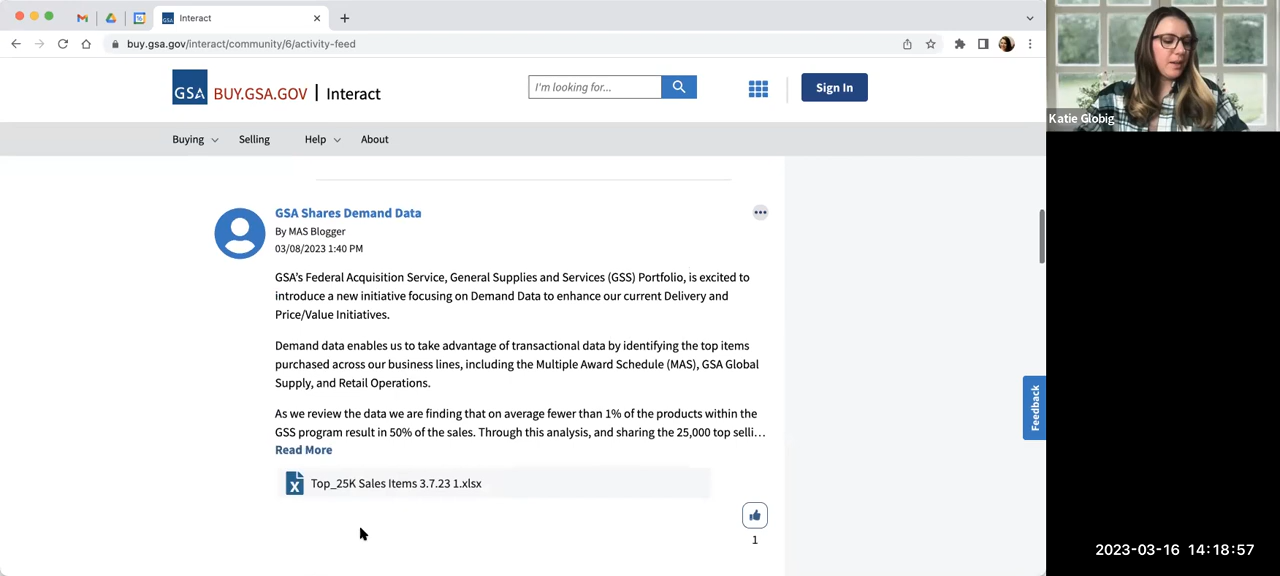 Interact
buy.gsa.gov/interact/community/6/activity-feed
GSA BUY.GSA.GOV | Interact
I'm looking for...
Sign In
Buying Selling Help About
GSA Shares Demand Data
By MAS Blogger
03/08/2023 1:40 PM
GSA's Federal Acquisition Service, General Supplies and Services (GSS) Portfolio, is excited to
introduce a new initiative focusing on Demand Data to enhance our current Delivery and
Price/Value Initiatives.
Demand data enables us to take advantage of transactional data by identifying the top items
purchased across our business lines, including the Multiple Award Schedule (MAS), GSA Global
Supply, and Retail Operations.
As we review the data we are finding that on average fewer than 1% of the products within the
GSS program result in 50% of the sales. Through this analysis, and sharing the 25,000 top selli...
Read More
Top_25K Sales Items 3.7.23 1.xlsx
1
Feedback
Katie Globig
2023-03-16 14:18:57